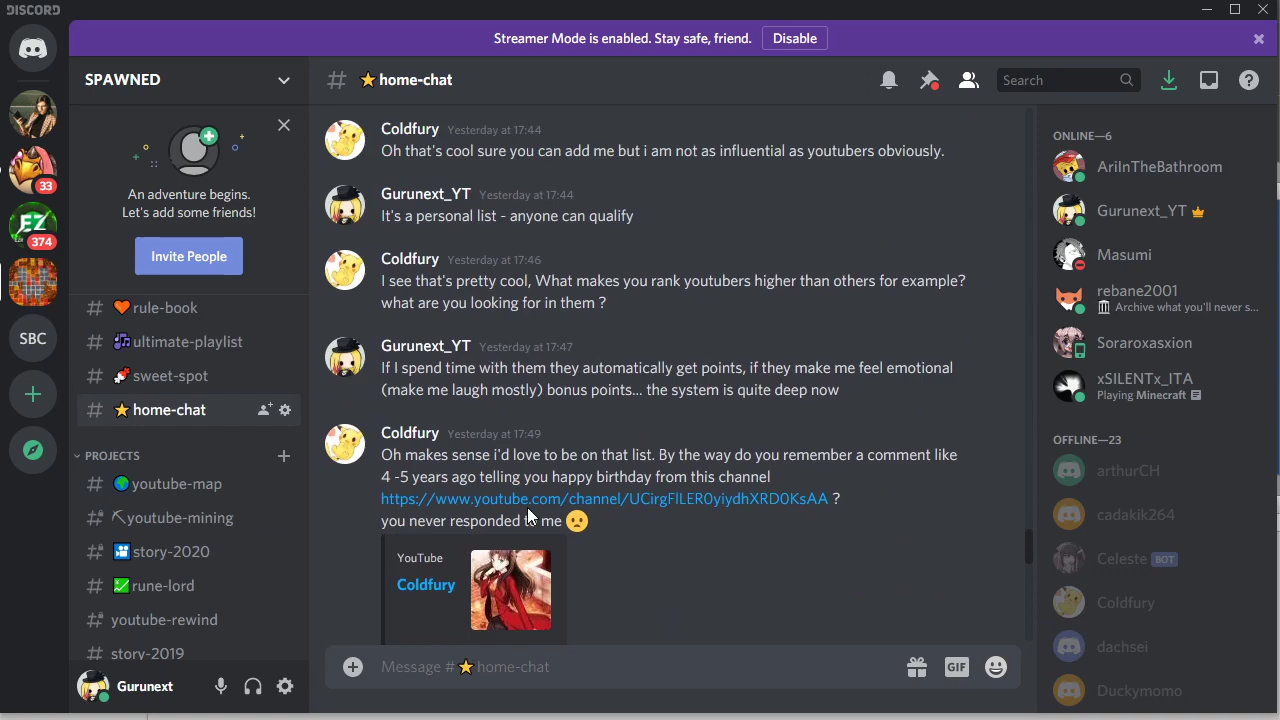 DISCORD
Streamer Mode is enabled. Stay safe, friend.
Disable
SPAWNED
home-chat
Search
33
374
SBC
An adventure begins.
Let's add some friends!
Invite People
rule-book
ultimate-playlist
sweet-spot
home-chat
PROJECTS
youtube-map
youtube-mining
story-2020
rune-lord
youtube-rewind
story-2019
Gurunext
Coldfury Yesterday at 17:44
Oh that's cool sure you can add me but i am not as influential as youtubers obviously.
Gurunext_YT Yesterday at 17:44
It's a personal list - anyone can qualify
Coldfury Yesterday at 17:46
I see that's pretty cool, What makes you rank youtubers higher than others for example?
what are you looking for in them ?
Gurunext_YT Yesterday at 17:47
If I spend time with them they automatically get points, if they make me feel emotional
(make me laugh mostly) bonus points... the system is quite deep now
Coldfury Yesterday at 17:49
Oh makes sense i'd love to be on that list. By the way do you remember a comment like
4 -5 years ago telling you happy birthday from this channel
https://www.youtube.com/channel/UCirgFlLER0yiydhXRD0KsAA ?
you never responded to me
YouTube
Coldfury
Message # home-chat
GIF
ONLINE—6
ArilnTheBathroom
Gurunext_YT
Masumi
rebane2001
Archive what you'll never s...
Soraroxasxion
xSILENTx_ITA
Playing Minecraft
OFFLINE—23
arthurCH
cadakik264
Celeste BOT
Coldfury
dachsei
Duckymomo